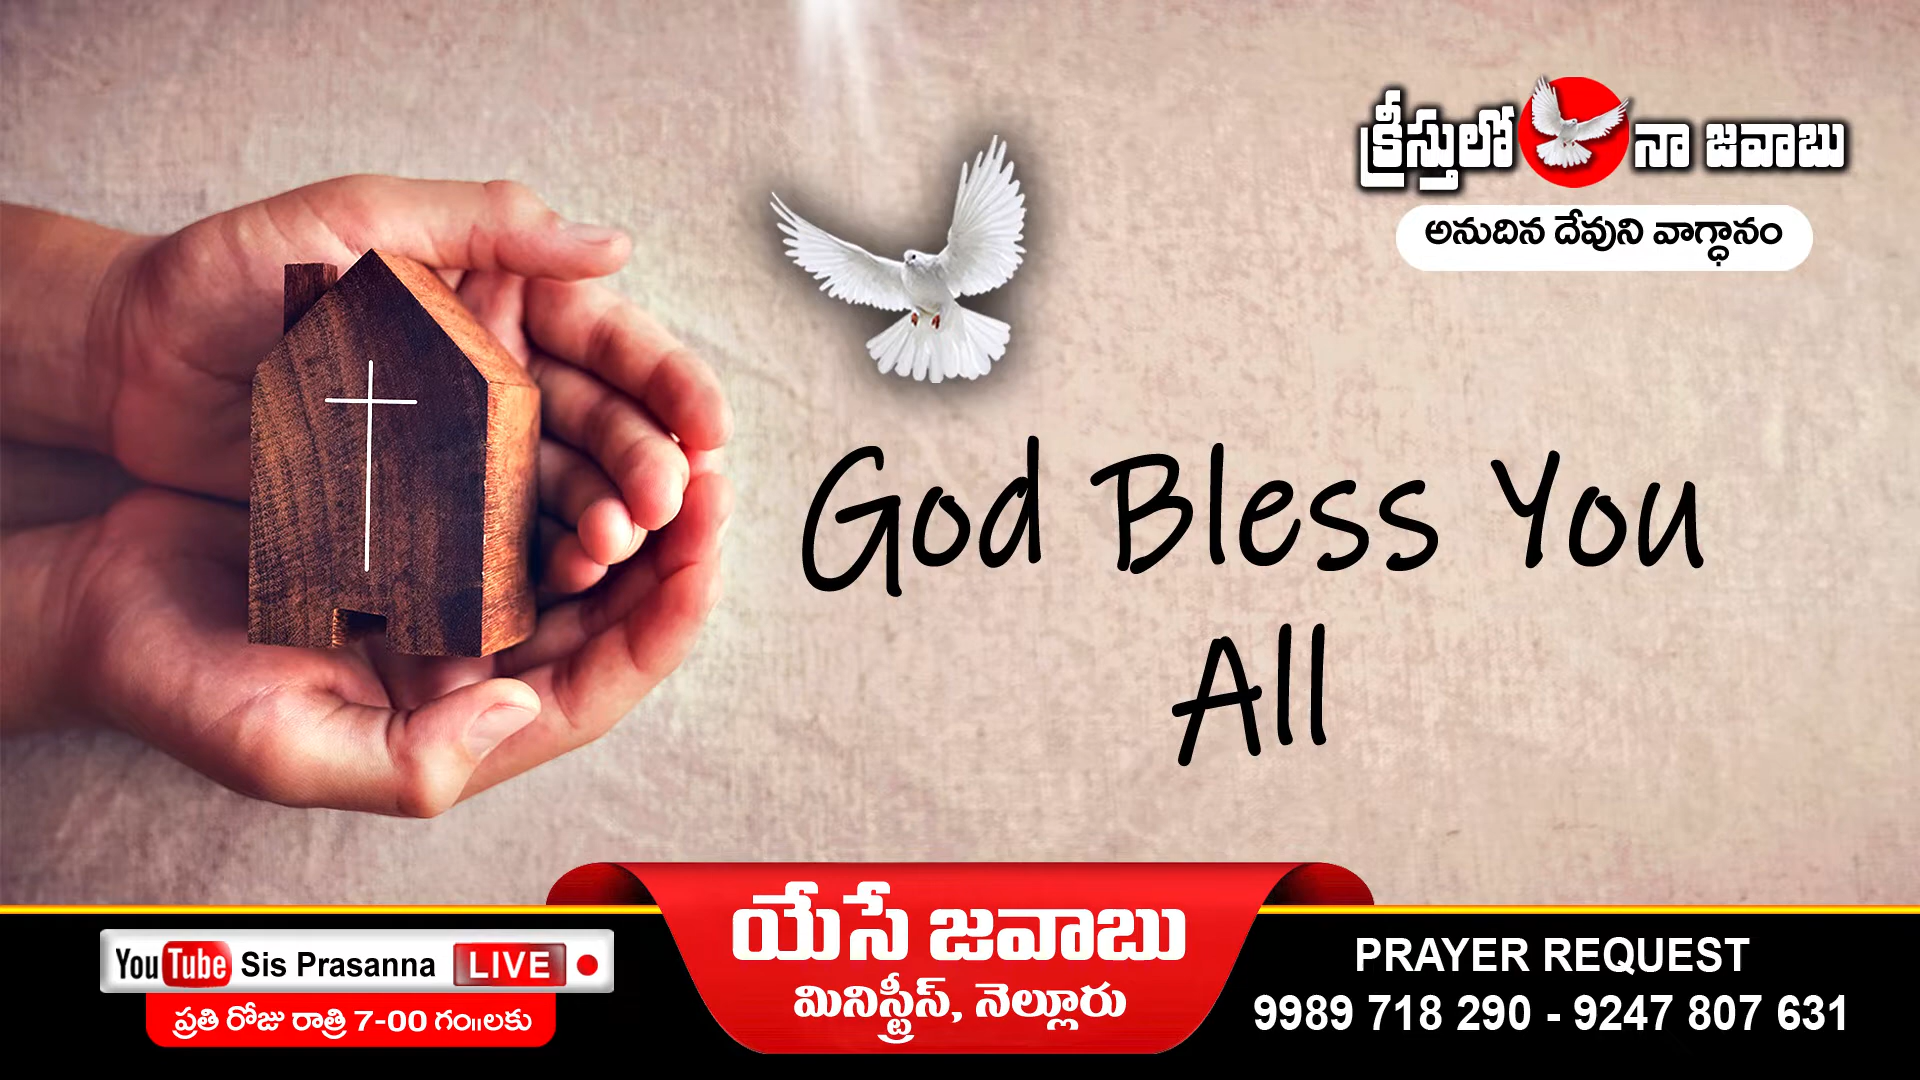 క్రీస్తులో నా జవాబు
అనుదిన దేవుని వాగ్ధానం
God Bless You
All
YouTube Sis Prasanna LIVE
ప్రతి రోజు రాత్రి 7-00 గం॥లకు
యేసే జవాబు
మినిస్ట్రీస్, నెల్లూరు
PRAYER REQUEST
9989 718 290 - 9247 807 631